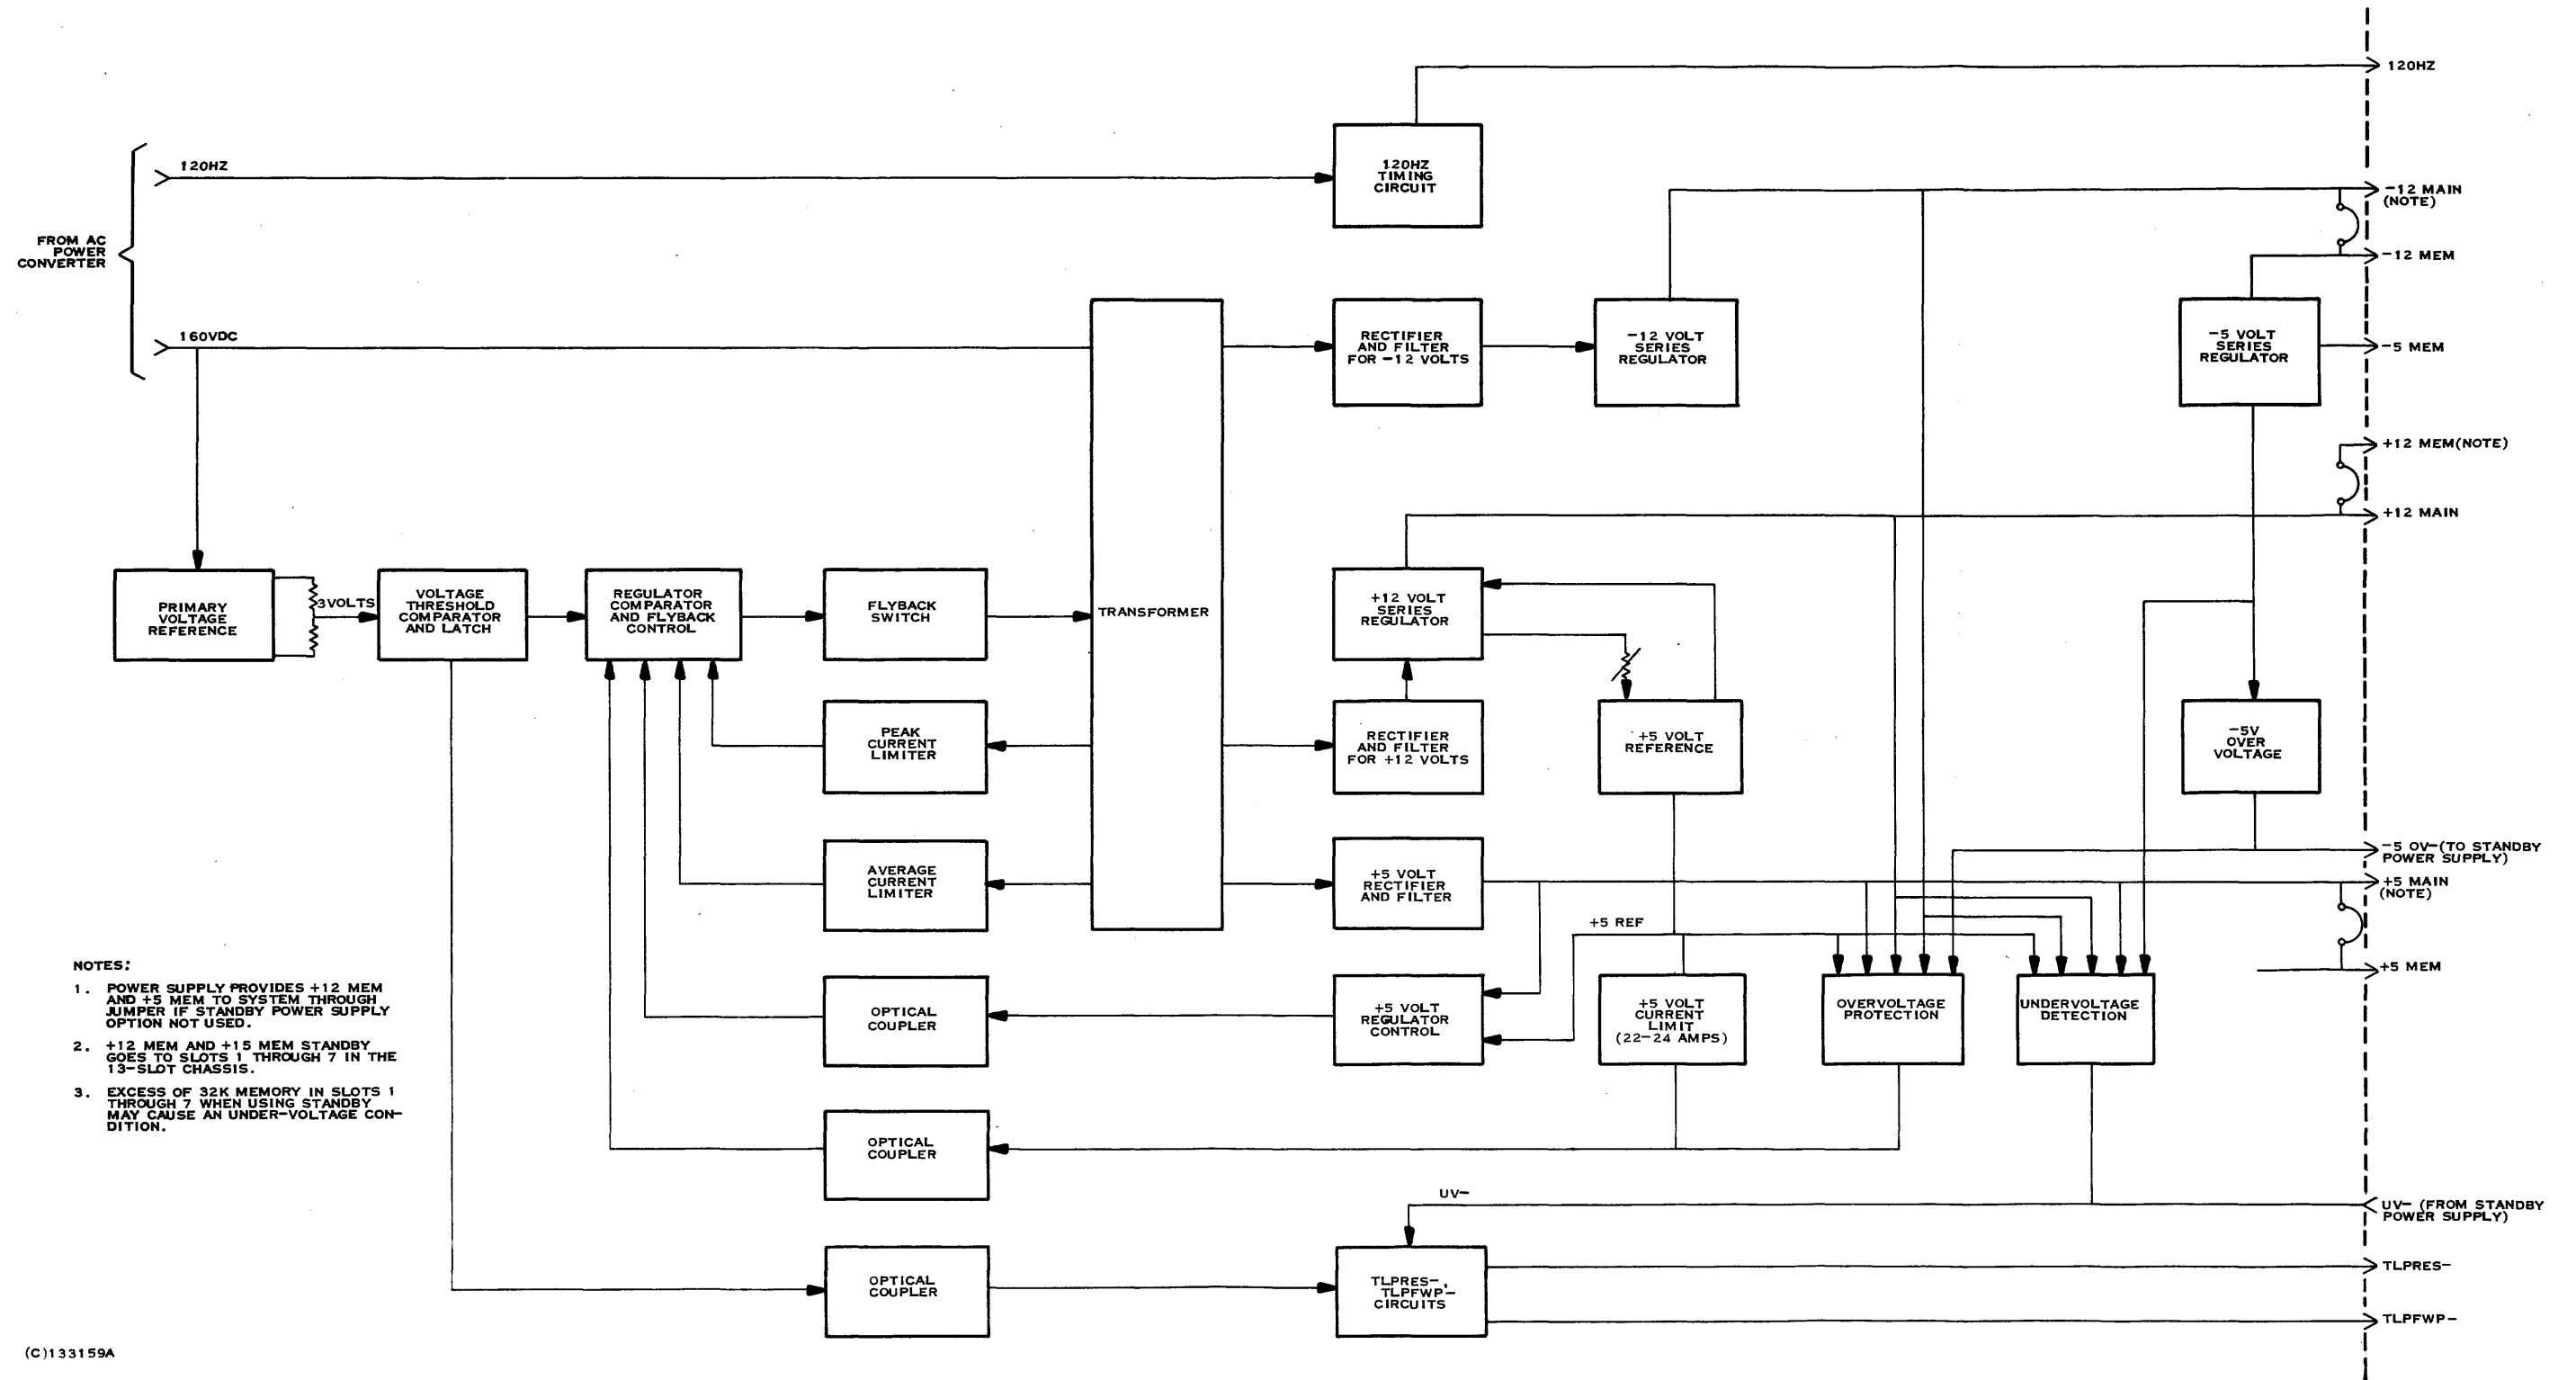 120HZ
120HZ
120HZ
TIMING
CIRCUIT
-12 MAIN
(NOTE)
FROM AC
POWER
CONVERTER
-12 MEM
160VDC
RECTIFIER
AND FILTER
FOR -12 VOLTS
-12 VOLT
SERIES
REGULATOR
-5 VOLT
SERIES
REGULATOR
-5 MEM
+12 MEM(NOTE)
+12 MAIN
PRIMARY
VOLTAGE
REFERENCE
3VOLTS
VOLTAGE
THRESHOLD
COMPARATOR
AND LATCH
REGULATOR
COMPARATOR
AND FLYBACK
CONTROL
FLYBACK
SWITCH
TRANSFORMER
+12 VOLT
SERIES
REGULATOR
PEAK
CURRENT
LIMITER
RECTIFIER
AND FILTER
FOR +12 VOLTS
+5 VOLT
REFERENCE
-5V
OVER
VOLTAGE
AVERAGE
CURRENT
LIMITER
+5 VOLT
RECTIFIER
AND FILTER
-5 OV-(TO STANDBY
POWER SUPPLY)
+5 MAIN
(NOTE)
+5 REF
+5 MEM
NOTES:
1. POWER SUPPLY PROVIDES +12 MEM
AND +5 MEM TO SYSTEM THROUGH
JUMPER IF STANDBY POWER SUPPLY
OPTION NOT USED.
2. +12 MEM AND +15 MEM STANDBY
GOES TO SLOTS 1 THROUGH 7 IN THE
13-SLOT CHASSIS.
3. EXCESS OF 32K MEMORY IN SLOTS 1
THROUGH 7 WHEN USING STANDBY
MAY CAUSE AN UNDER-VOLTAGE CON-
DITION.
OPTICAL
COUPLER
+5 VOLT
REGULATOR
CONTROL
+5 VOLT
CURRENT
LIMIT
(22-24 AMPS)
OVERVOLTAGE
PROTECTION
UNDERVOLTAGE
DETECTION
OPTICAL
COUPLER
UV-
UV- (FROM STANDBY
POWER SUPPLY)
OPTICAL
COUPLER
TLPRES-,
TLPFWP-
CIRCUITS
TLPRES-
TLPFWP-
(C)133159A